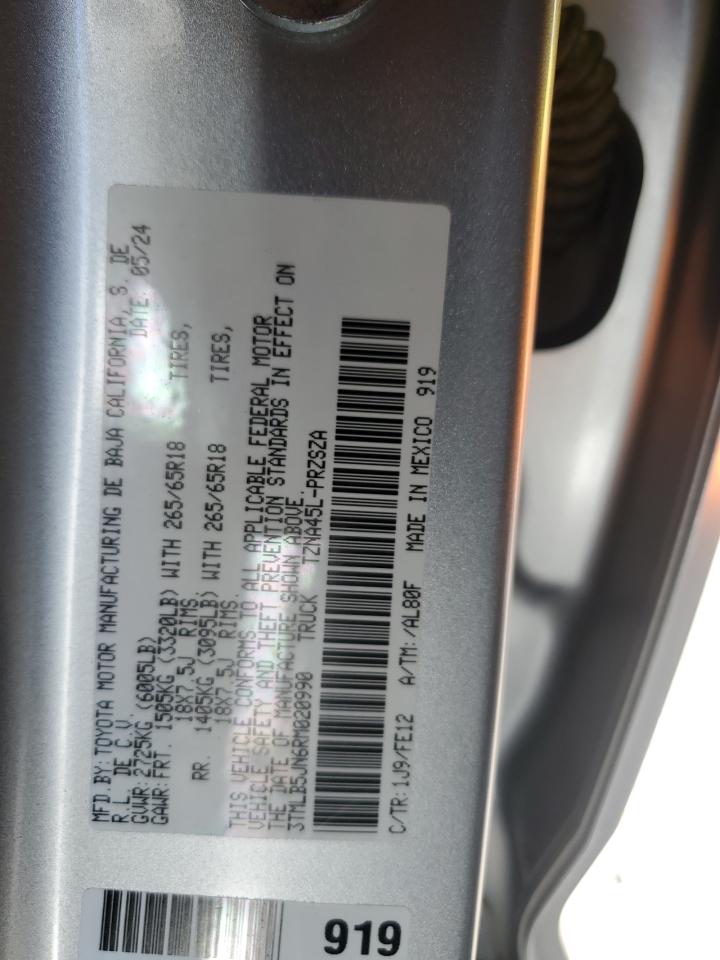 MFD.BY:TOYOTA MOTOR MANUFACTURING DE BAJA CALIFORNIA, S. DE
R.L. DE C.V. DATE: 05/24
GVWR:2725KG (6005LB)
GAWR:FRT. 1505KG (3320LB) WITH 265/65R18 TIRES,
18X7.5J RIMS
RR. 1405KG (3095LB) WITH 265/65R18 TIRES,
18X7.5J RIMS.
THIS VEHICLE CONFORMS TO ALL APPLICABLE FEDERAL MOTOR
VEHICLE SAFETY AND THEFT PREVENTION STANDARDS IN EFFECT ON
THE DATE OF MANUFACTURE SHOWN ABOVE.
3TMLB5JN6RM020990 TRUCK TZNA45L-PRZSZA
C/TR:1J9/FE12 A/TM:/AL80F MADE IN MEXICO 919
919